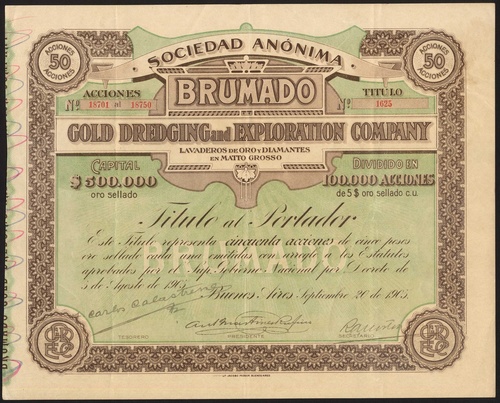 ACCIONES 50 ACCIONES
SOCIEDAD ANÓNIMA
ACCIONES 50 ACCIONES
ACCIONES
Nº 18701 al 18750
BRUMADO
TITULO
Nº 1625
GOLD DREDGING and EXPLORATION COMPANY
LAVADEROS DE ORO Y DIAMANTES
EN MATTO GROSSO
CAPITAL
$500.000
oro sellado
DIVIDIDO EN
100.000 ACCIONES
de 5 $ oro sellado c.u.
Título al Portador
Este Título representa cincuenta acciones de cinco pesos
oro sellado cada una emitidas con arreglo a los Estatutos
aprobados por el Sup. Gobierno Nacional por Decreto de
5 de Agosto de 1905
BRUMADO
Buenos Aires Septiembre 20 de 1905.
TESORERO
PRESIDENTE
SECRETARIO